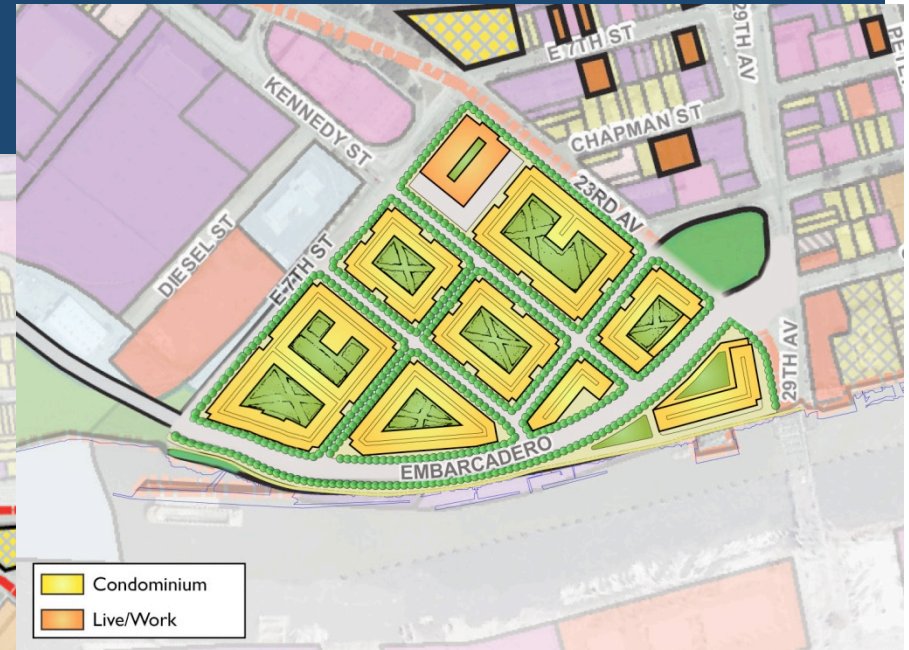 E 7TH ST
29TH AV
KENNEDY ST
CHAPMAN ST
23RD AV
DIESEL ST
E 7TH ST
29TH AV
EMBARCADERO
Condominium
Live/Work